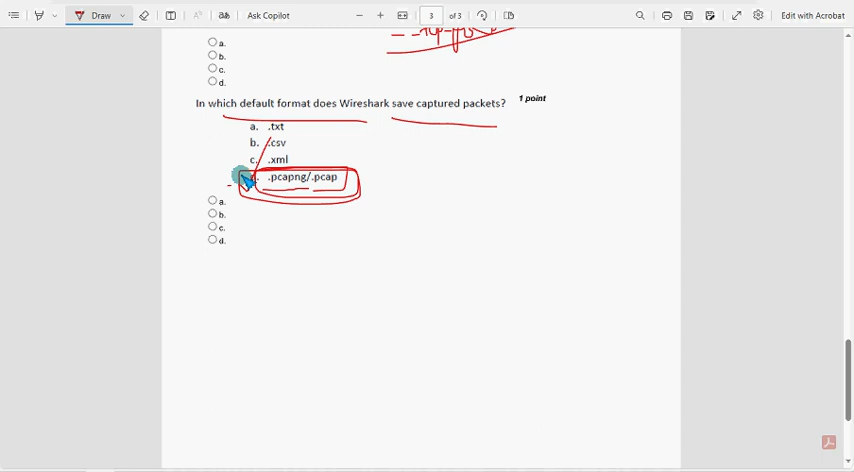 Draw
Ask Copilot
3 of 3
Edit with Acrobat
a.
b.
c.
d.
In which default format does Wireshark save captured packets? 1 point
a. .txt
b. .csv
c. .xml
d. .pcapng/.pcap
a.
b.
c.
d.